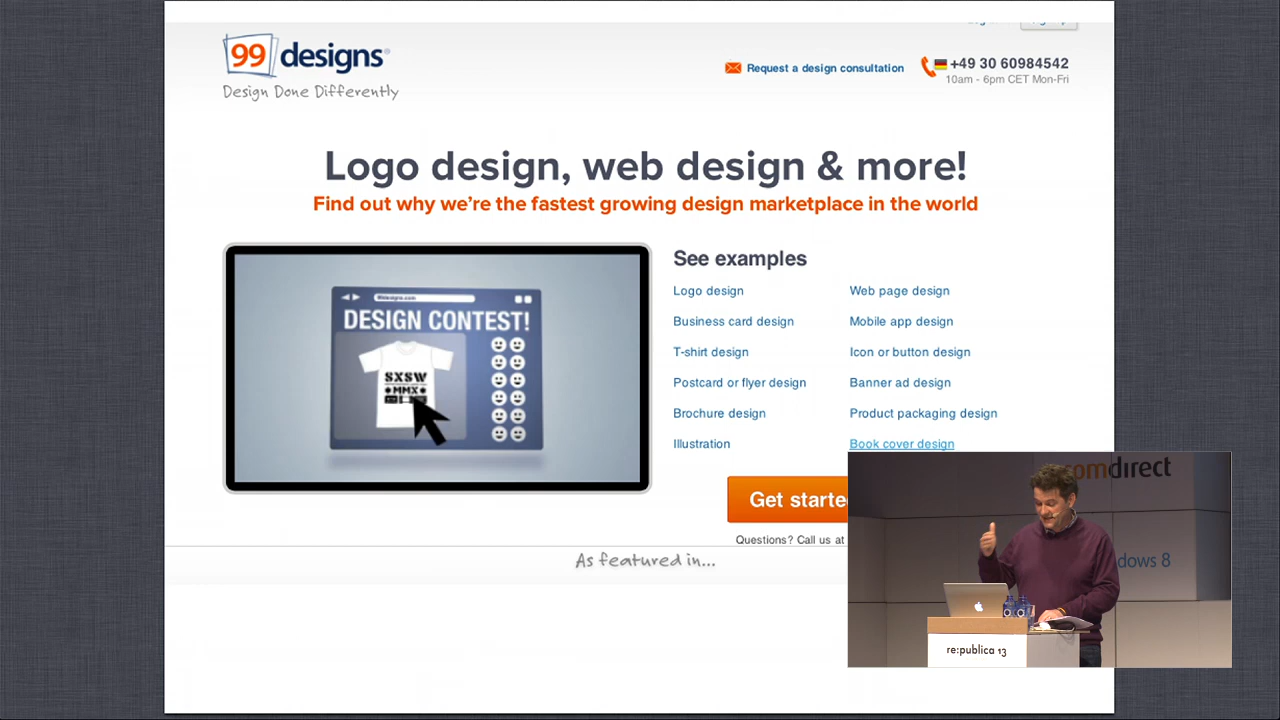 99designs
Design Done Differently
Request a design consultation
+49 30 60984542
10am - 6pm CET Mon-Fri
Logo design, web design & more!
Find out why we're the fastest growing design marketplace in the world
DESIGN CONTEST!
SXSW
MMX
See examples
Logo design
Web page design
Business card design
Mobile app design
T-shirt design
Icon or button design
Postcard or flyer design
Banner ad design
Brochure design
Product packaging design
Illustration
Book cover design
Get starte
Questions? Call us at
As featured in...
omdirect
dows 8
re:publica 13